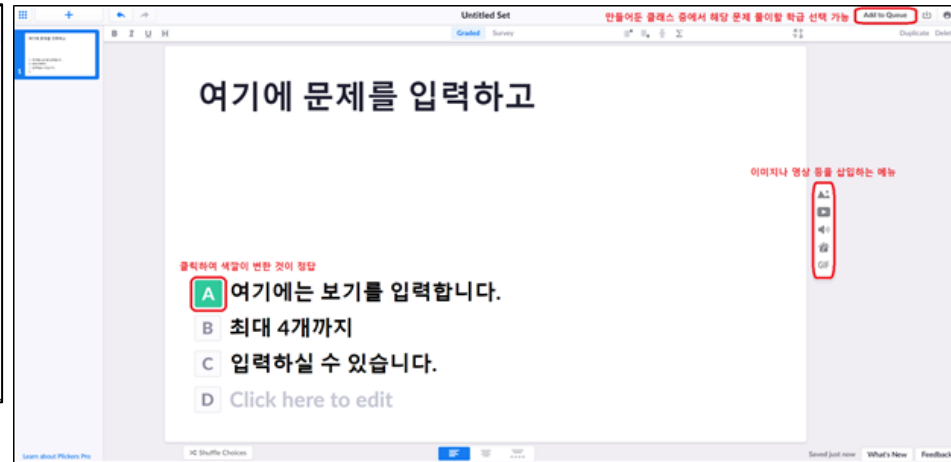 Untitled Set
만들어둔 클래스 중에서 해당 문제 풀이할 학급 선택 가능
Add to Queue
B I U H
Graded Survey
Duplicate Delet
여기에 문제를 입력하고
이미지나 영상 등을 삽입하는 메뉴
GIF
클릭하여 색깔이 변한 것이 정답
A 여기에는 보기를 입력합니다.
B 최대 4개까지
C 입력하실 수 있습니다.
D Click here to edit
1
Learn about Plickers Pro
Shuffle Choices
Saved just now What's New Feedbac